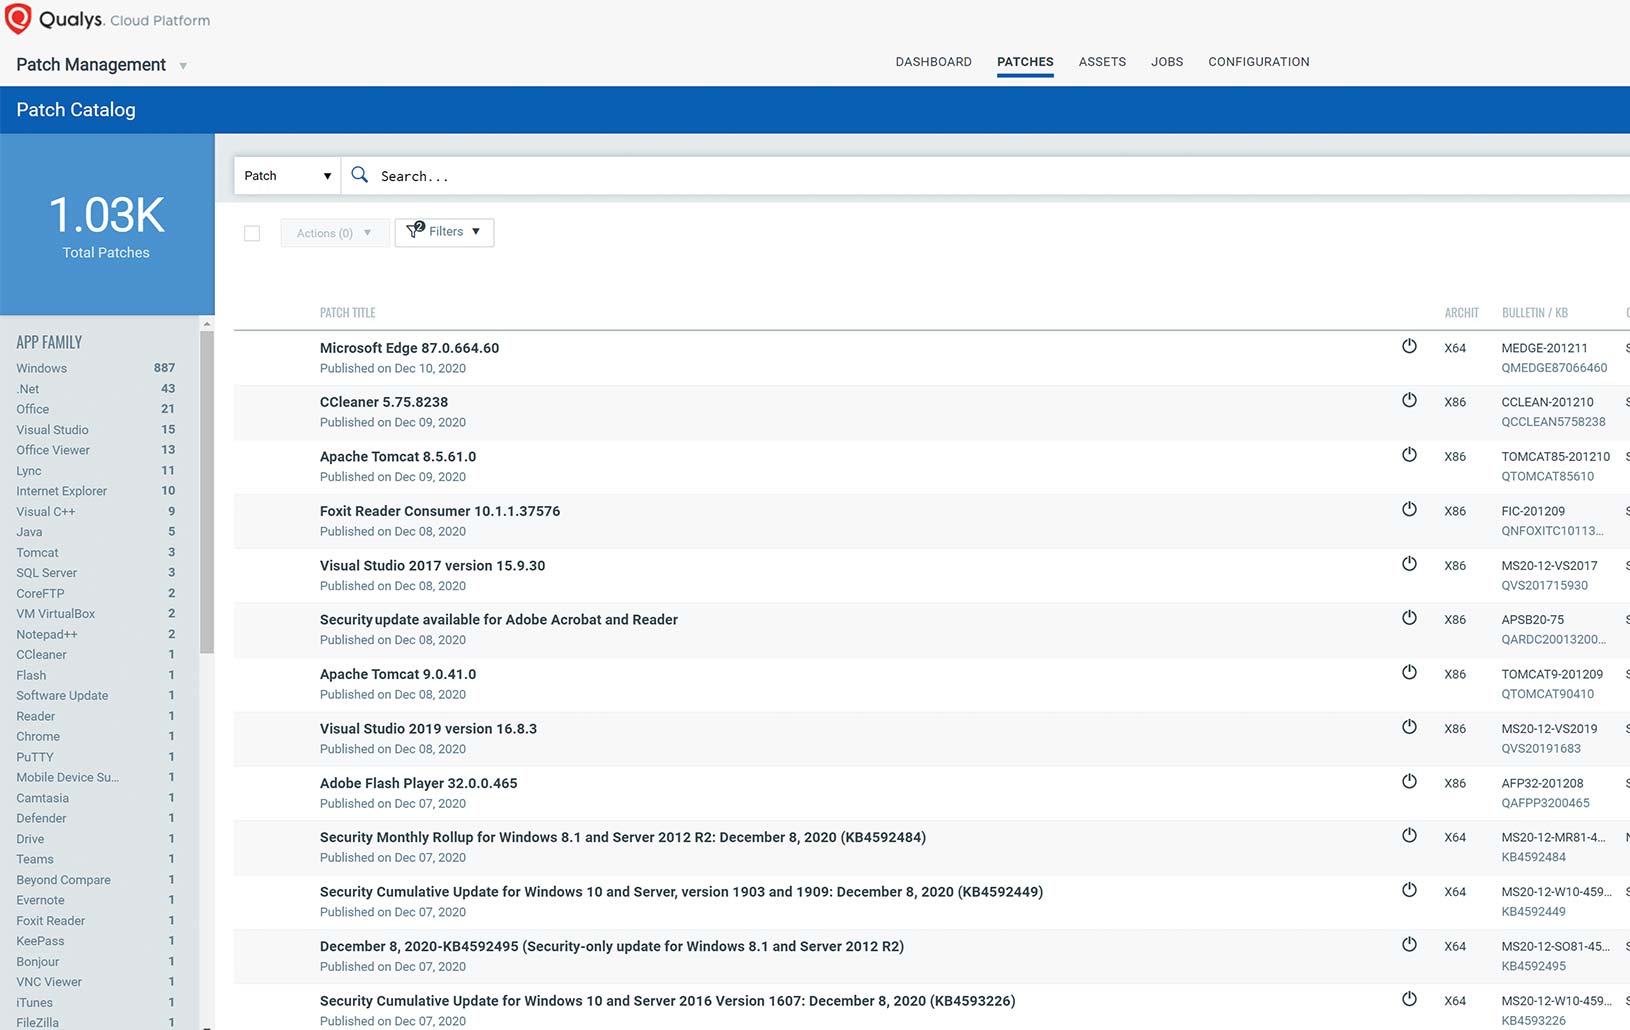 Qualys. Cloud Platform
Patch Management
DASHBOARD PATCHES ASSETS JOBS CONFIGURATION
Patch Catalog
1.03K
Total Patches
Patch Search...
Actions (0) 2 Filters
APP FAMILY
Windows 887
.Net 43
Office 21
Visual Studio 15
Office Viewer 13
Lync 11
Internet Explorer 10
Visual C++ 9
Java 5
Tomcat 3
SQL Server 3
CoreFTP 2
VM VirtualBox 2
Notepad++ 2
CCleaner 1
Flash 1
Software Update 1
Reader 1
Chrome 1
PuTTY 1
Mobile Device Su... 1
Camtasia 1
Defender 1
Drive 1
Teams 1
Beyond Compare 1
Evernote 1
Foxit Reader 1
KeePass 1
Bonjour 1
VNC Viewer 1
iTunes 1
FileZilla 1
PATCH TITLE ARCHIT BULLETIN / KB
Microsoft Edge 87.0.664.60 X64 MEDGE-201211
Published on Dec 10, 2020 QMEDGE87066460
CCleaner 5.75.8238 X86 CCLEAN-201210
Published on Dec 09, 2020 QCCLEAN5758238
Apache Tomcat 8.5.61.0 X86 TOMCAT85-201210
Published on Dec 09, 2020 QTOMCAT85610
Foxit Reader Consumer 10.1.1.37576 X86 FIC-201209
Published on Dec 08, 2020 QNFOXITC10113...
Visual Studio 2017 version 15.9.30 X86 MS20-12-VS2017
Published on Dec 08, 2020 QVS201715930
Security update available for Adobe Acrobat and Reader X86 APSB20-75
Published on Dec 08, 2020 QARDC20013200...
Apache Tomcat 9.0.41.0 X86 TOMCAT9-201209
Published on Dec 08, 2020 QTOMCAT90410
Visual Studio 2019 version 16.8.3 X86 MS20-12-VS2019
Published on Dec 08, 2020 QVS20191683
Adobe Flash Player 32.0.0.465 X86 AFP32-201208
Published on Dec 07, 2020 QAFPP3200465
Security Monthly Rollup for Windows 8.1 and Server 2012 R2: December 8, 2020 (KB4592484) X64 MS20-12-MR81-4...
Published on Dec 07, 2020 KB4592484
Security Cumulative Update for Windows 10 and Server, version 1903 and 1909: December 8, 2020 (KB4592449) X64 MS20-12-W10-459...
Published on Dec 07, 2020 KB4592449
December 8, 2020-KB4592495 (Security-only update for Windows 8.1 and Server 2012 R2) X64 MS20-12-SO81-45...
Published on Dec 07, 2020 KB4592495
Security Cumulative Update for Windows 10 and Server 2016 Version 1607: December 8, 2020 (KB4593226) X64 MS20-12-W10-459...
Published on Dec 07, 2020 KB4593226